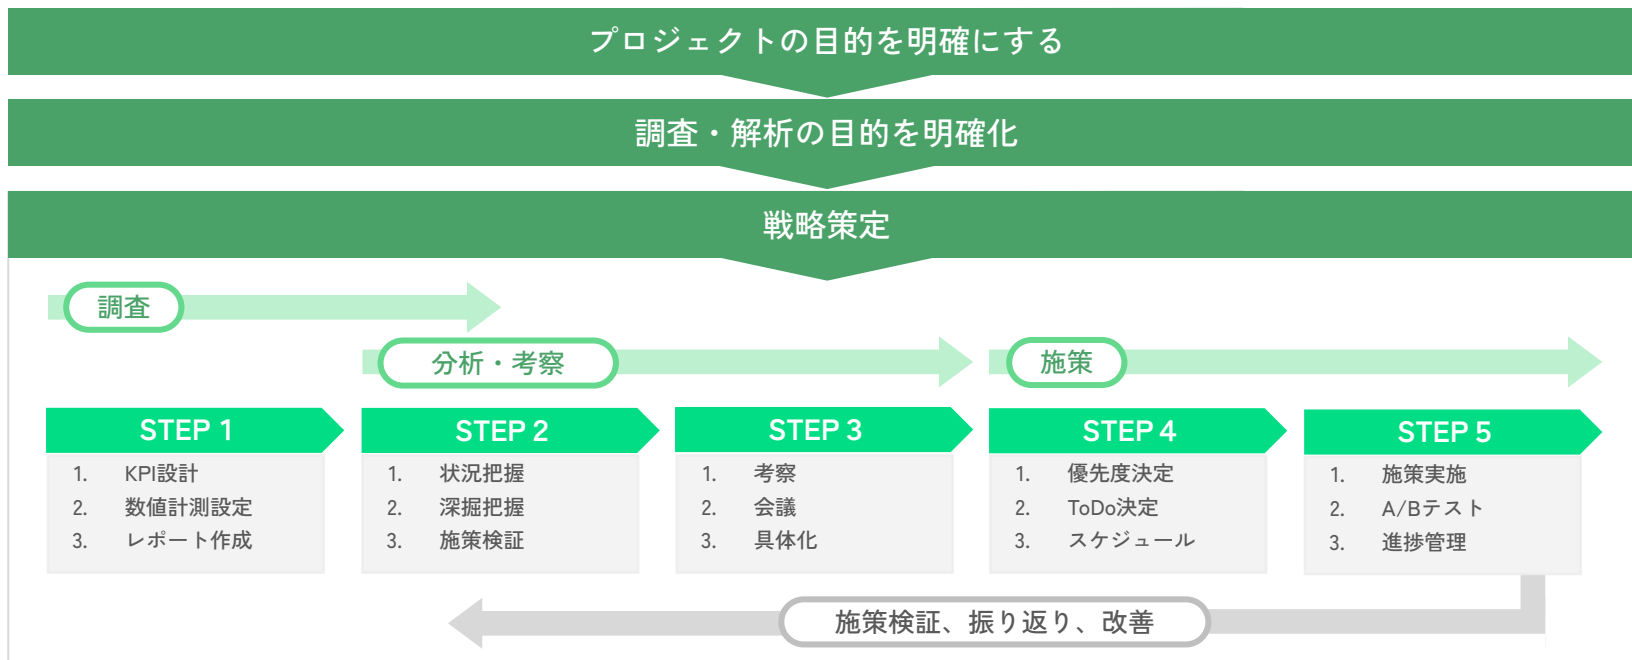 プロジェクトの目的を明確にする
調査・解析の目的を明確化
戦略策定
調査
分析・考察
施策
STEP 1
1. KPI設計
2. 数値計測設定
3. レポート作成
STEP 2
1. 状況把握
2. 深掘把握
3. 施策検証
STEP 3
1. 考察
2. 会議
3. 具体化
STEP 4
1. 優先度決定
2. ToDo決定
3. スケジュール
STEP 5
1. 施策実施
2. A/Bテスト
3. 進捗管理
施策検証、振り返り、改善